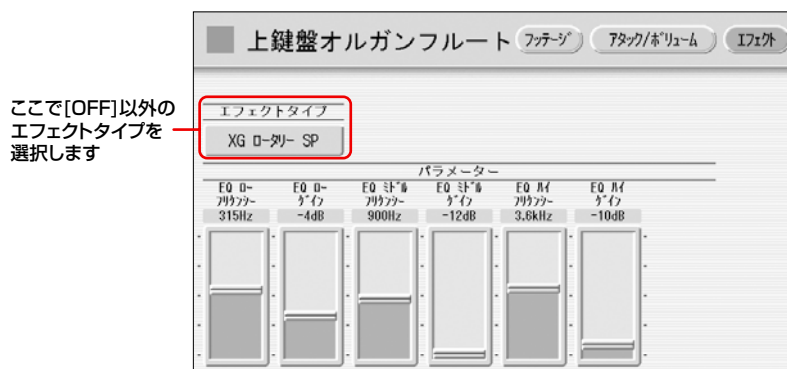 上鍵盤オルガンフルート フッテージ アタック/ボリューム エフェクト
ここで[OFF]以外の
エフェクトタイプを
選択します
エフェクトタイプ
XG ロータリー SP
パラメーター
EQ ロー EQ ロー EQ ミドル EQ ミドル EQ ハイ EQ ハイ
フリケンシー ゲイン フリケンシー ゲイン フリケンシー ゲイン
315Hz -4dB 900Hz -12dB 3.6kHz -10dB